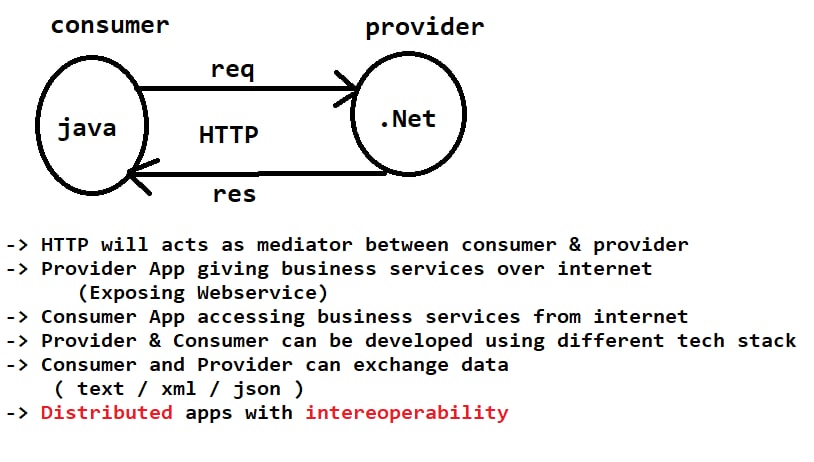 consumer
provider
req
java
.Net
HTTP
res
-> HTTP will acts as mediator between consumer & provider
-> Provider App giving business services over internet
(Exposing Webservice)
-> Consumer App accessing business services from internet
-> Provider & Consumer can be developed using different tech stack
-> Consumer and Provider can exchange data
( text / xml / json )
-> Distributed apps with intereoperability